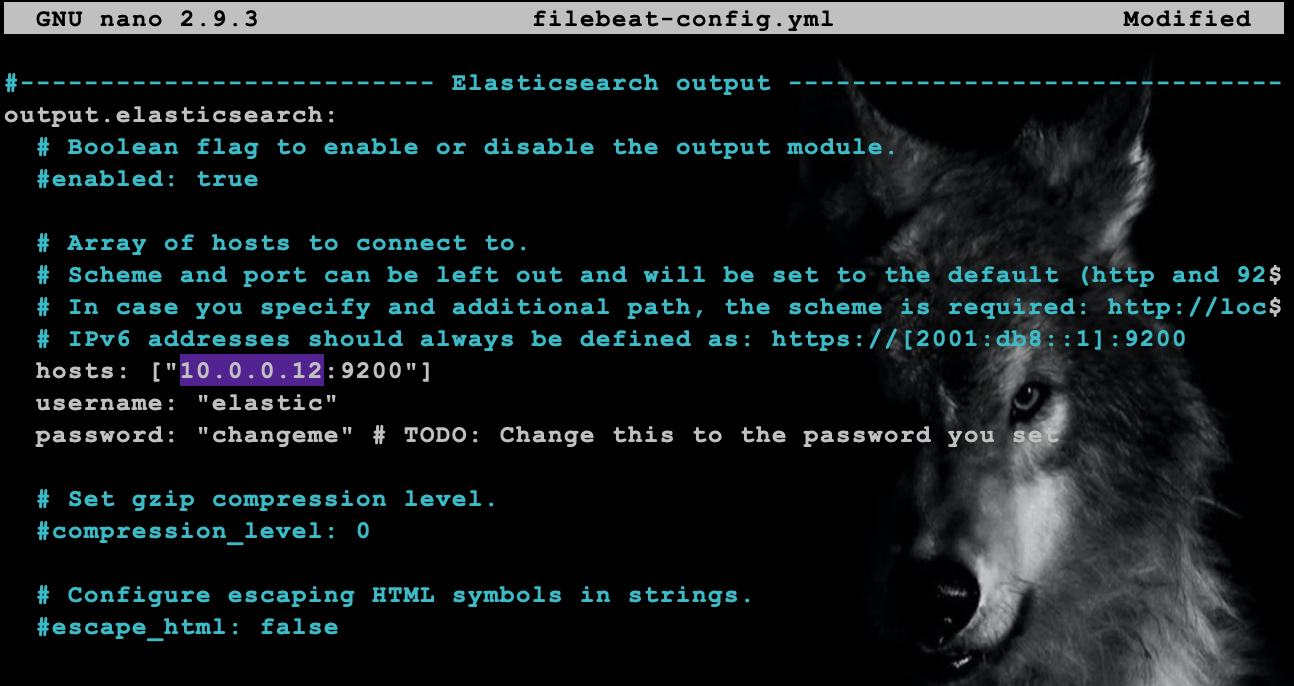 GNU nano 2.9.3 filebeat-config.yml Modified
#-------------------------- Elasticsearch output -------------------------------
output.elasticsearch:
# Boolean flag to enable or disable the output module.
#enabled: true
# Array of hosts to connect to.
# Scheme and port can be left out and will be set to the default (http and 92$
# In case you specify and additional path, the scheme is required: http://loc$
# IPv6 addresses should always be defined as: https://[2001:db8::1]:9200
hosts: ["10.0.0.12:9200"]
username: "elastic"
password: "changeme" # TODO: Change this to the password you set
# Set gzip compression level.
#compression_level: 0
# Configure escaping HTML symbols in strings.
#escape_html: false